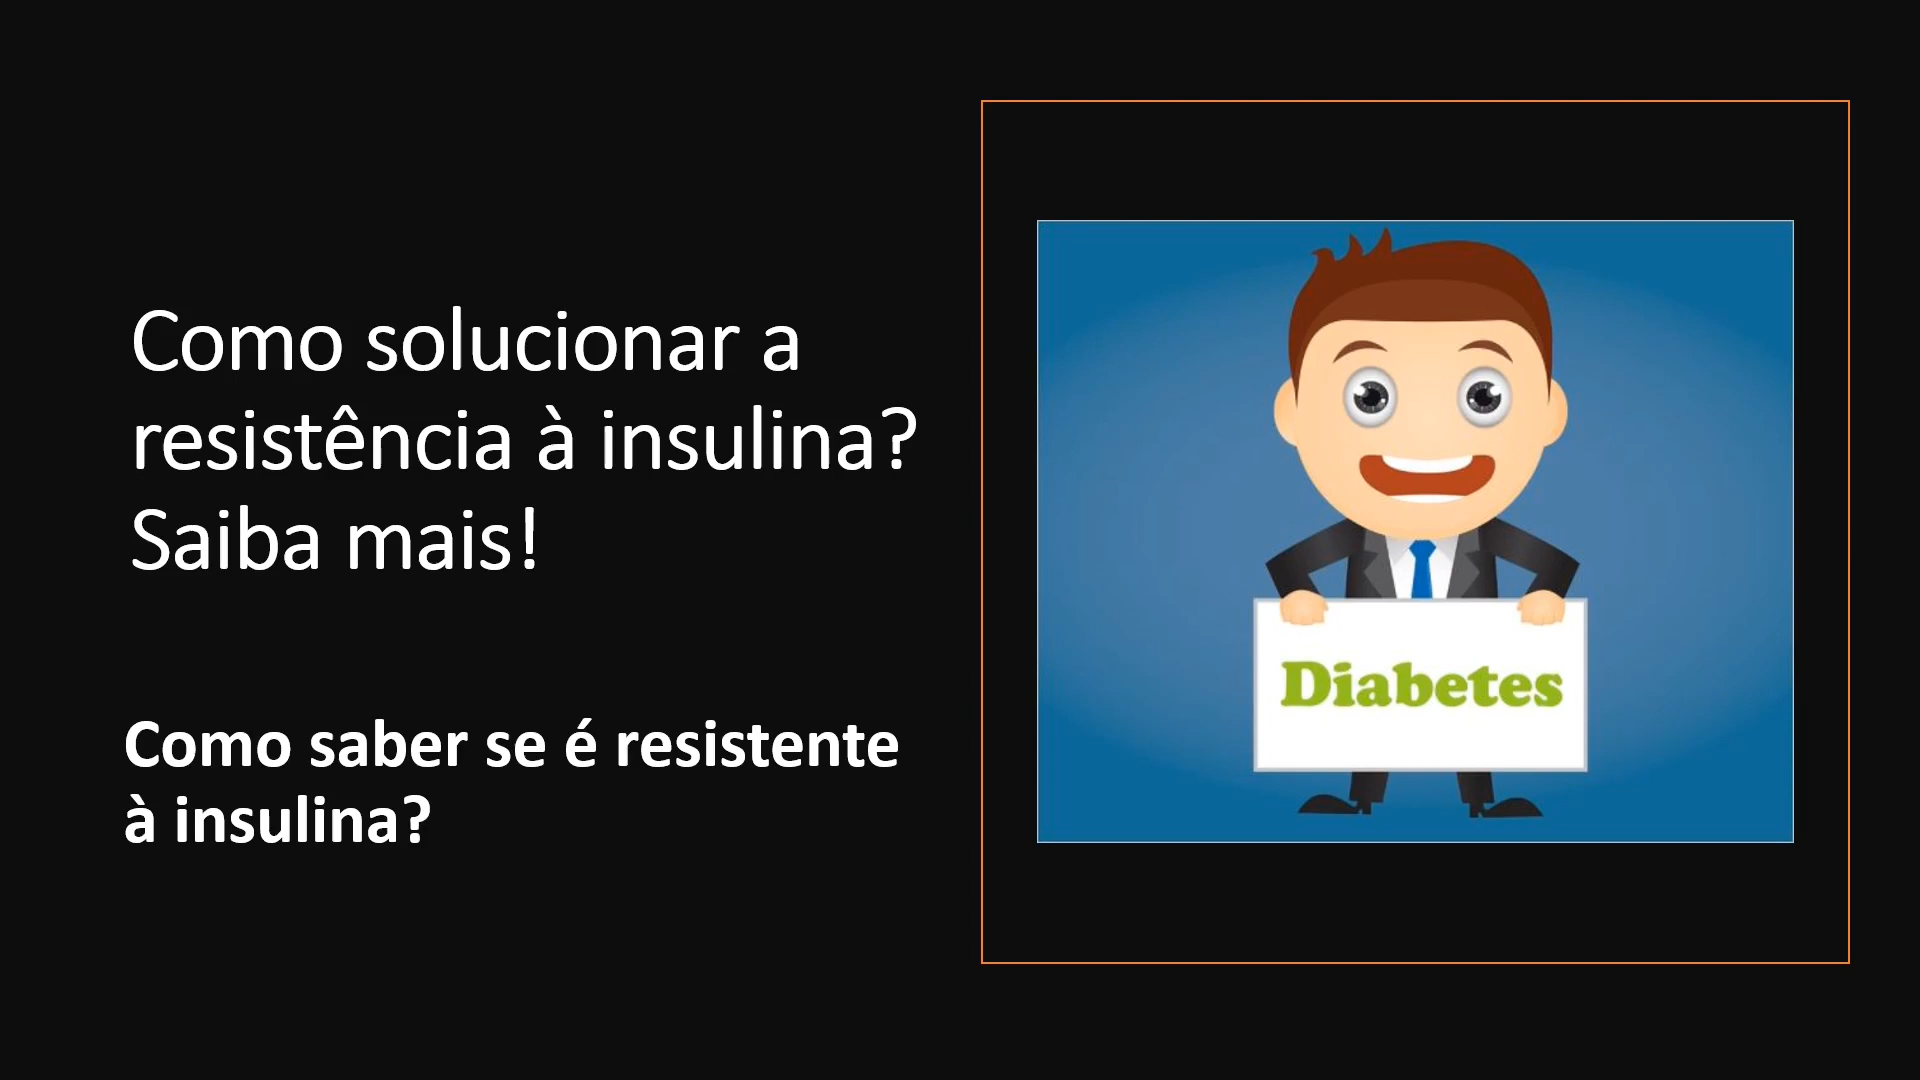 Como solucionar a
resistência à insulina?
Saiba mais!
Como saber se é resistente
à insulina?
Diabetes